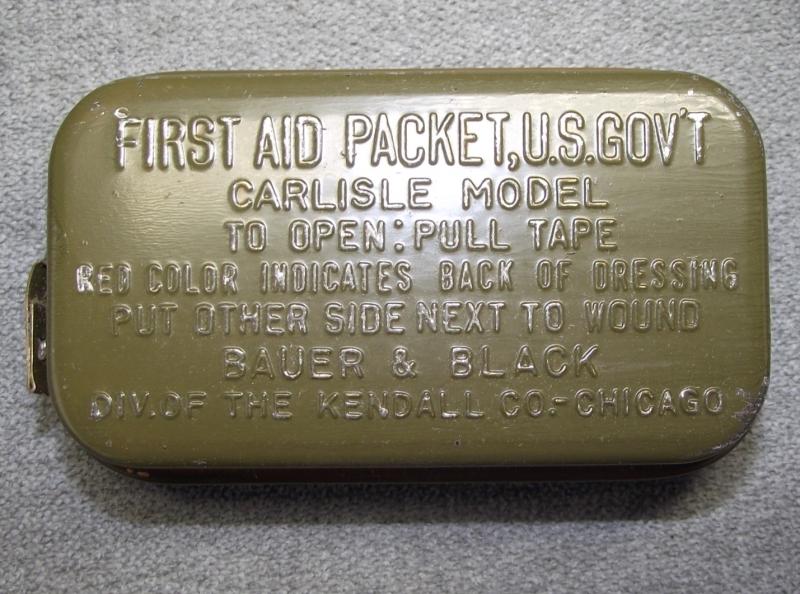 FIRST AID PACKET, U.S. GOV'T
CARLISLE MODEL
TO OPEN: PULL TAPE
RED COLOR INDICATES BACK OF DRESSING
PUT OTHER SIDE NEXT TO WOUND
BAUER & BLACK
DIV. OF THE KENDALL CO.-CHICAGO